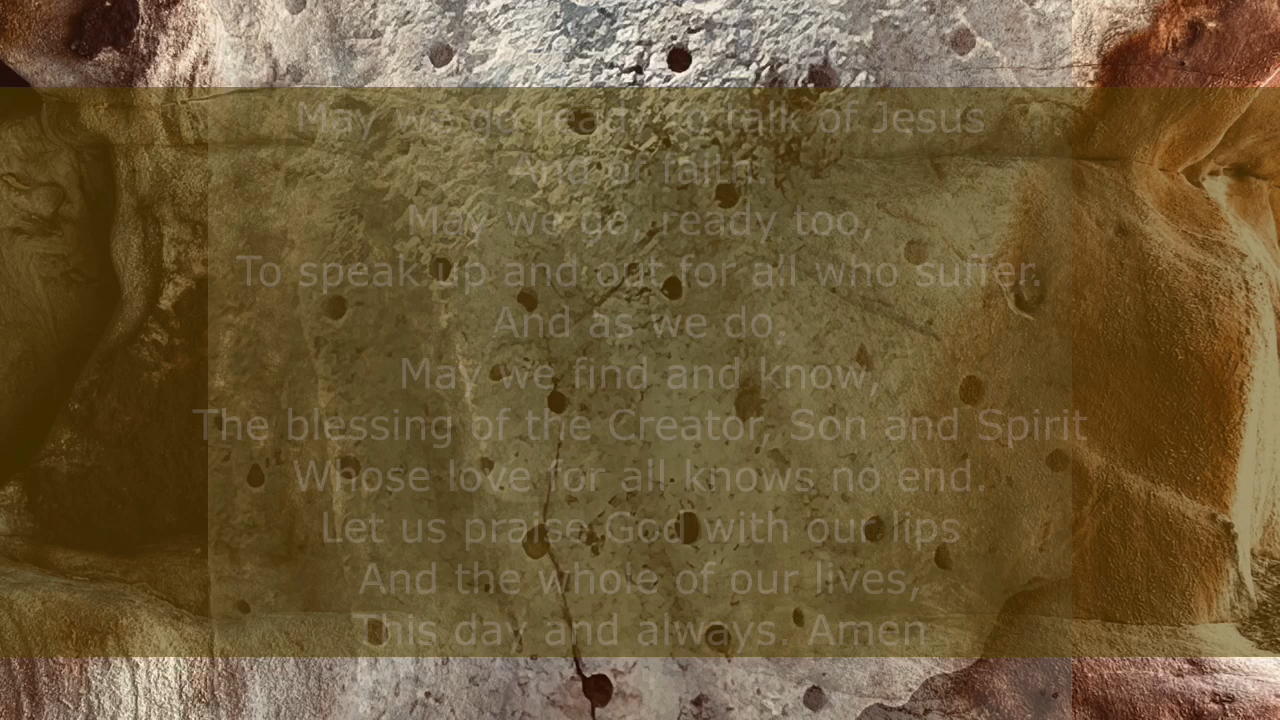 May we go ready to talk of Jesus
And of faith.
May we go, ready too,
To speak up and out for all who suffer.
And as we do,
May we find and know,
The blessing of the Creator, Son and Spirit
Whose love for all knows no end.
Let us praise God with our lips
And the whole of our lives,
This day and always. Amen